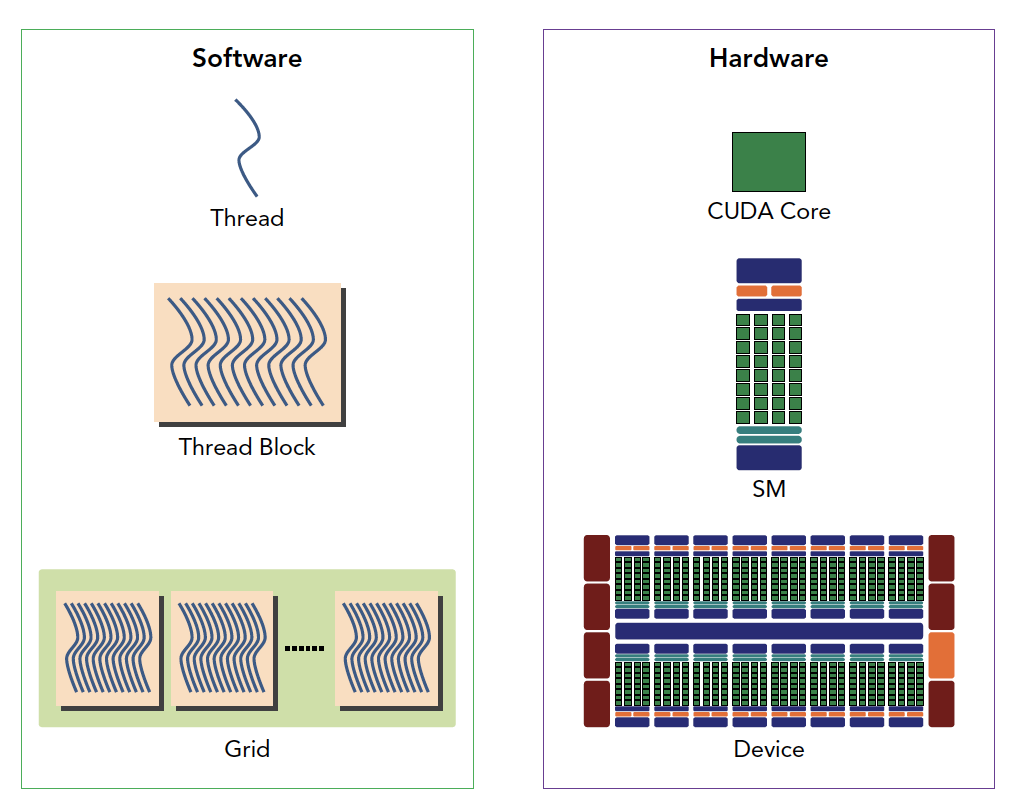 Software
Thread
Thread Block
Grid
Hardware
CUDA Core
SM
Device